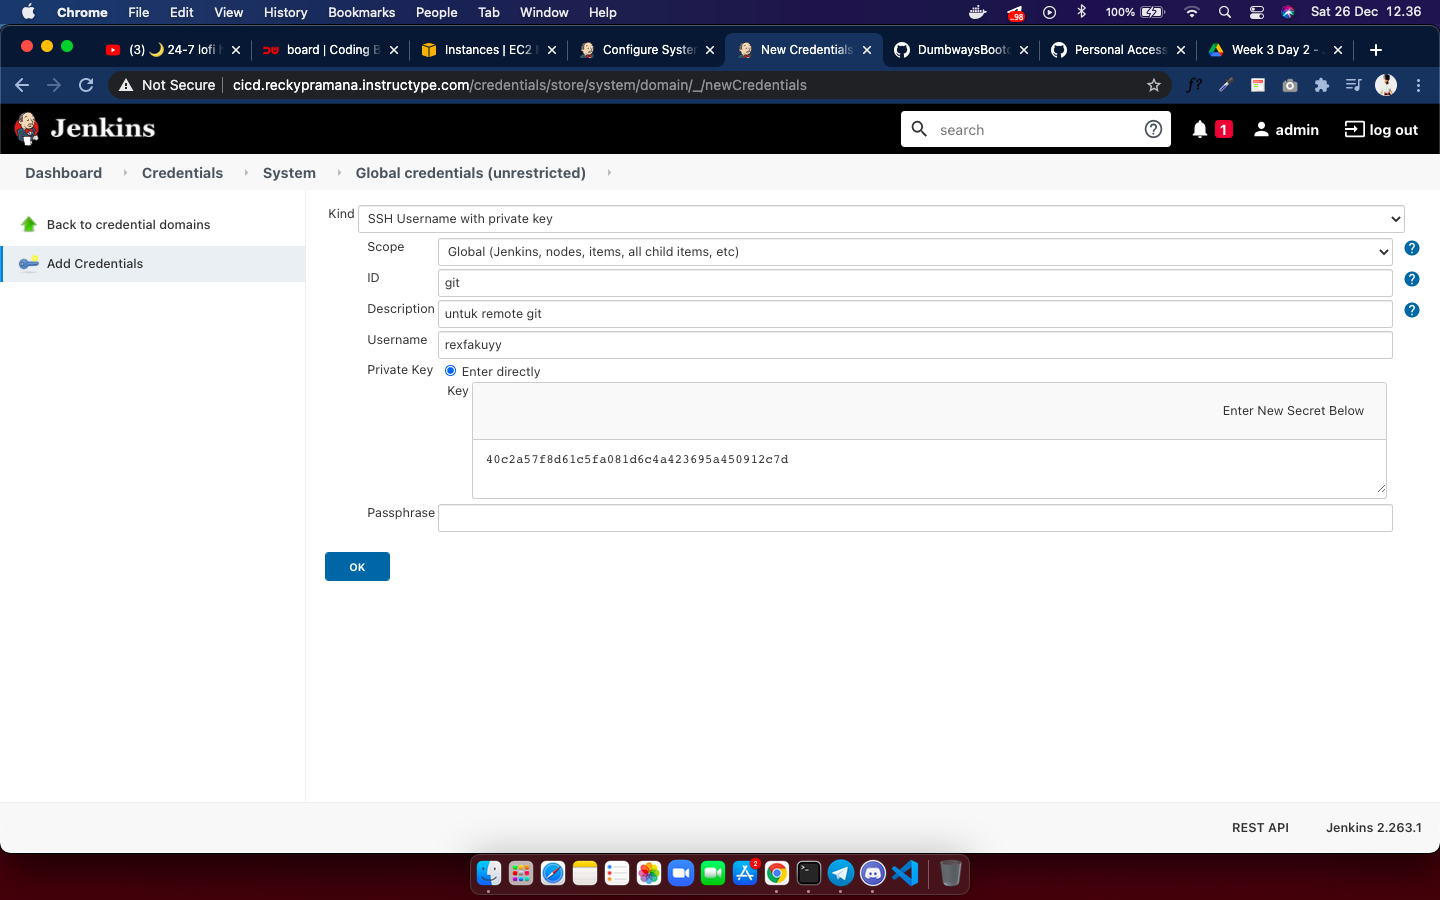 Chrome File Edit View History Bookmarks People Tab Window Help .98 100% Sat 26 Dec 12.36
(3) 🌙 24-7 lofi board | Coding B Instances | EC2 Configure Syste New Credentials DumbwaysBootc Personal Access Week 3 Day 2 -
Not Secure cicd.reckypramana.instructype.com/credentials/store/system/domain/_/newCredentials f?
Jenkins search 1 admin log out
Dashboard Credentials System Global credentials (unrestricted)
Back to credential domains
Add Credentials
Kind SSH Username with private key
Scope Global (Jenkins, nodes, items, all child items, etc)
ID git
Description untuk remote git
Username rexfakuyy
Private Key Enter directly
Key
Enter New Secret Below
40c2a57f8d61c5fa081d6c4a423695a450912c7d
Passphrase
OK
REST API Jenkins 2.263.1
2